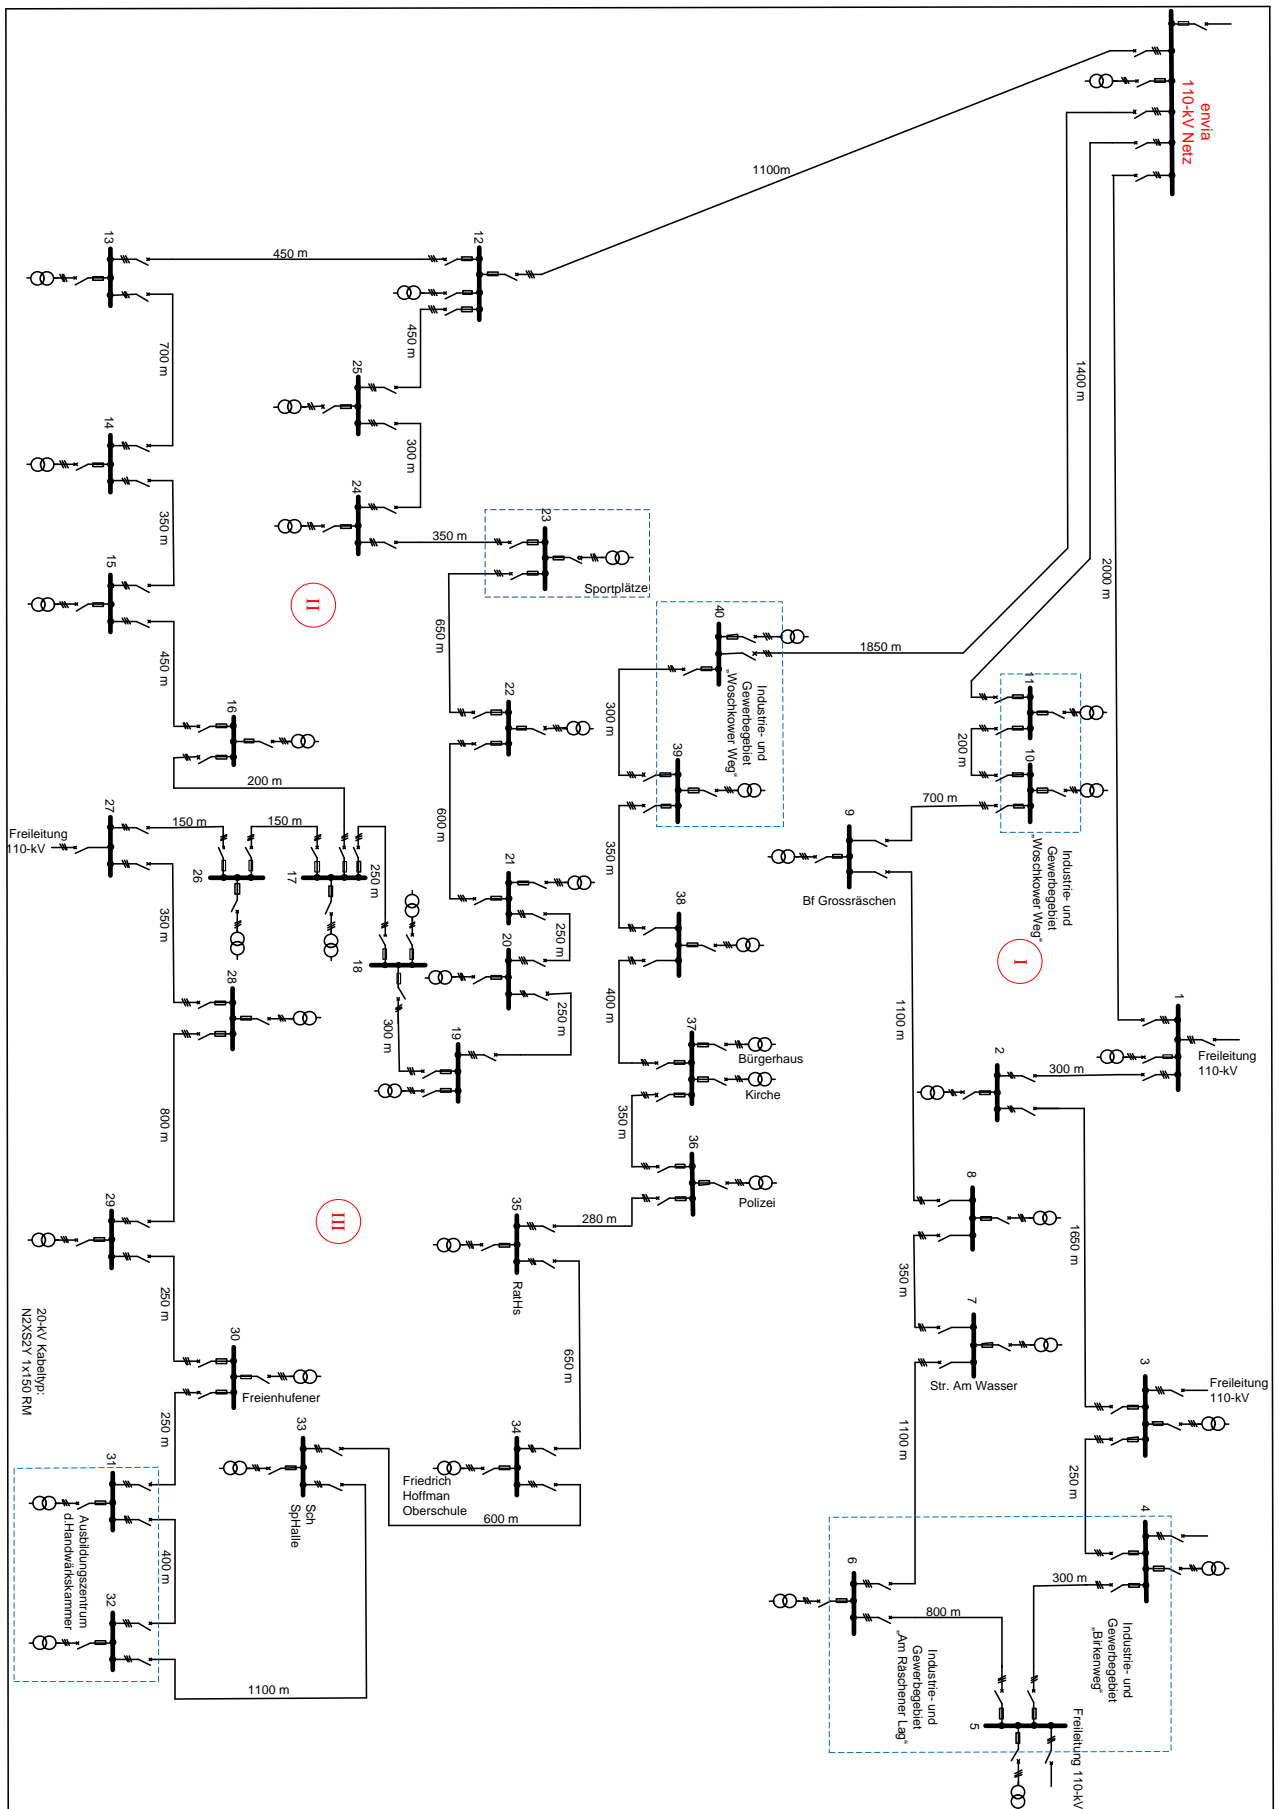 envia
110-kV Netz
1100m
1400 m
2000 m
12
13
450 m
450 m
25
700 m
300 m
14
24
350 m
350 m
23
Sportplätze
15
II
650 m
450 m
40
Industrie- und
Gewerbegebiet
„Woschkower Weg“
1850 m
11
200 m
10
Industrie- und
Gewerbegebiet
„Woschkower Weg“
16
22
300 m
39
200 m
700 m
27
Freileitung
110-kV
150 m
150 m
26
17
250 m
600 m
350 m
9
Bf Grossräschen
21
38
250 m
I
350 m
18
20
28
300 m
250 m
400 m
1100 m
1
Freileitung
110-kV
19
37
Bürgerhaus
Kirche
2
300 m
800 m
350 m
36
Polizei
29
III
35
RatHs
280 m
8
1650 m
350 m
250 m
7
Str. Am Wasser
30
Freienhufener
650 m
3
Freileitung
110-kV
20-kV Kabeltyp:
N2XS2Y 1x150 RM
250 m
33
Sch
SpHalle
34
Friedrich
Hoffman
Oberschule
600 m
1100 m
250 m
31
Ausbildungszentrum
d.Handwärkskammer
400 m
32
1100 m
4
300 m
Industrie- und
Gewerbegebiet
„Birkenweg“
6
800 m
Industrie- und
Gewerbegebiet
„Am Räschener Lag“
5
Freileitung 110-kV